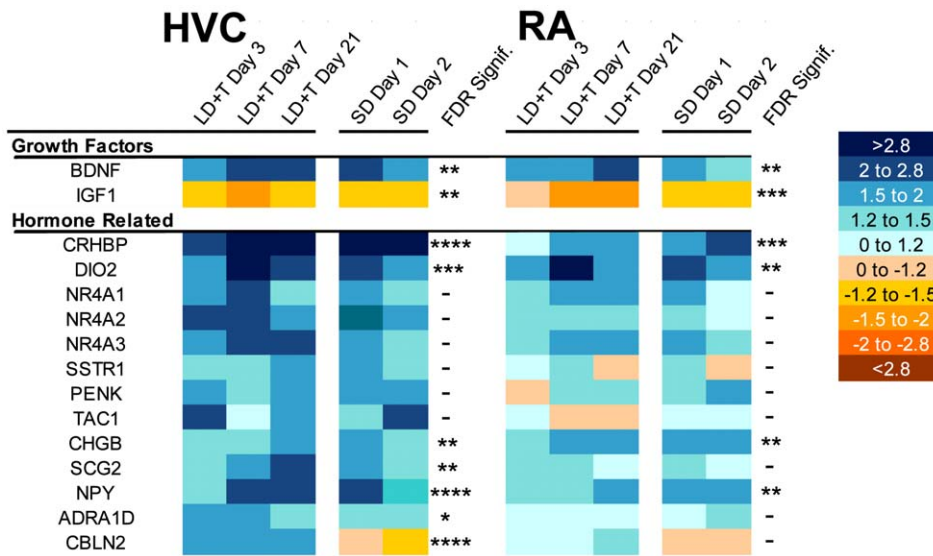 HVC RA
LD+T Day 3 LD+T Day 7 LD+T Day 21 SD Day 1 SD Day 2 FDR Signif. LD+T Day 3 LD+T Day 7 LD+T Day 21 SD Day 1 SD Day 2 FDR Signif.
Growth Factors
BDNF ** **
IGF1 ** ***
Hormone Related
CRHBP **** ***
DIO2 *** **
NR4A1 - -
NR4A2 - -
NR4A3 - -
SSTR1 - -
PENK - -
TAC1 - -
CHGB ** **
SCG2 ** -
NPY **** **
ADRA1D * -
CBLN2 **** -
>2.8
2 to 2.8
1.5 to 2
1.2 to 1.5
0 to 1.2
0 to -1.2
-1.2 to -1.5
-1.5 to -2
-2 to -2.8
<2.8